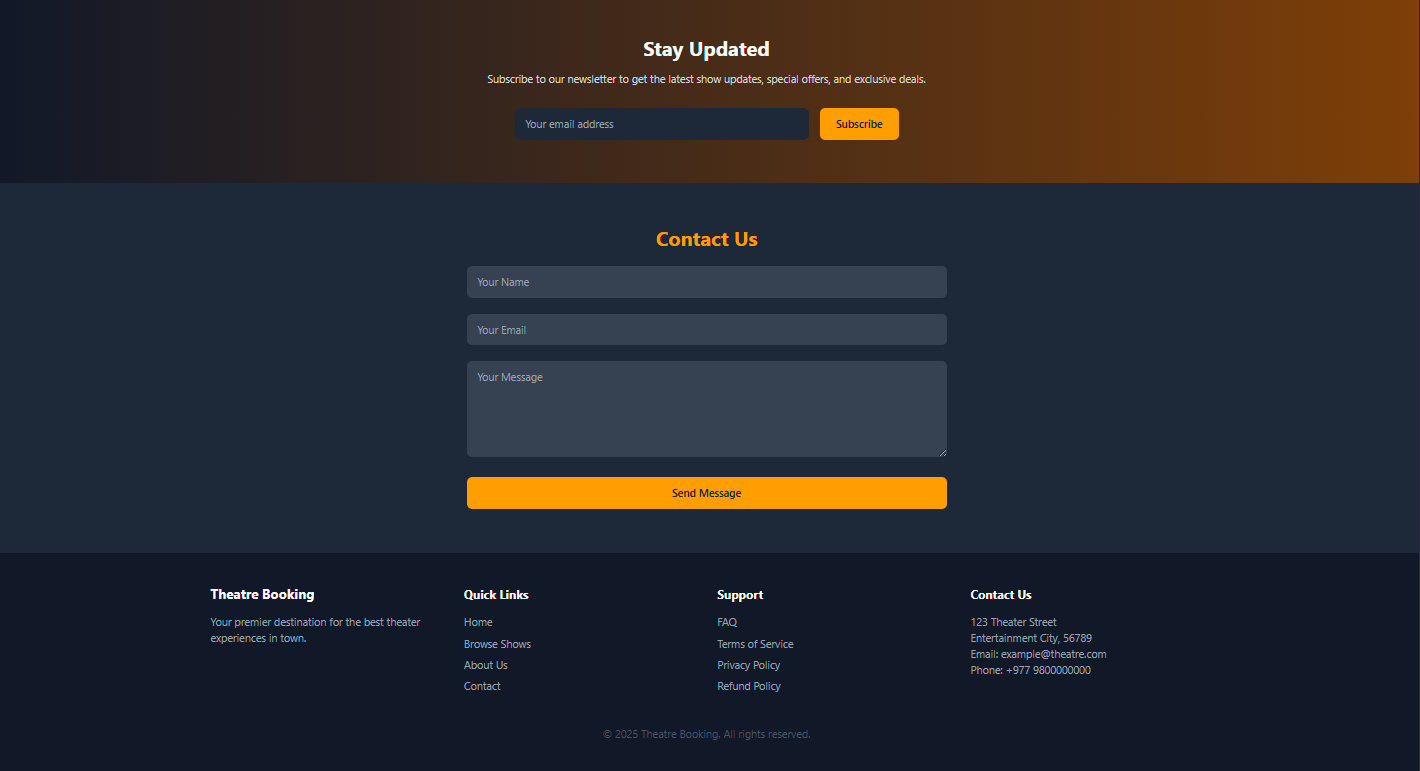 Stay Updated
Subscribe to our newsletter to get the latest show updates, special offers, and exclusive deals.
Your email address
Subscribe
Contact Us
Your Name
Your Email
Your Message
Send Message
Theatre Booking
Your premier destination for the best theater
experiences in town.
Quick Links
Home
Browse Shows
About Us
Contact
Support
FAQ
Terms of Service
Privacy Policy
Refund Policy
Contact Us
123 Theater Street
Entertainment City, 56789
Email: example@theatre.com
Phone: +977 9800000000
© 2025 Theatre Booking. All rights reserved.